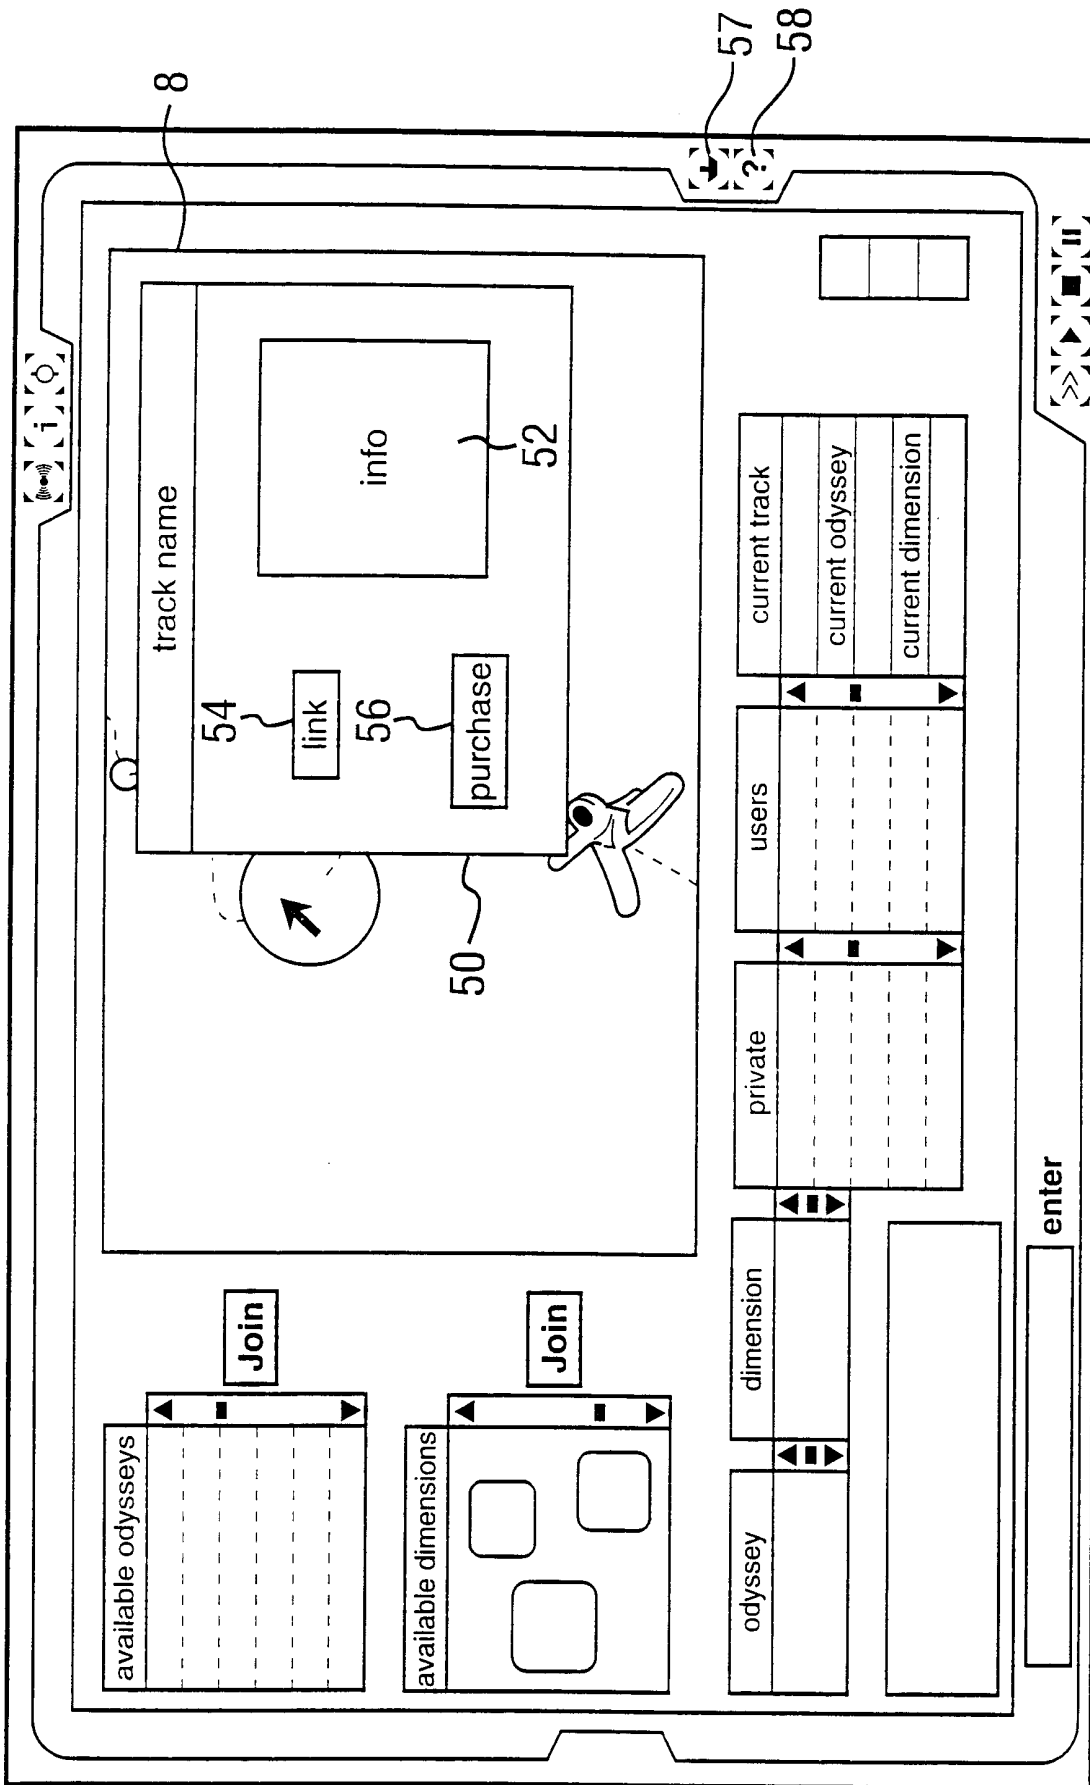 8
i
available odysseys
Join
track name
54
link
info
56
purchase
52
50
57
58
?
available dimensions
Join
odyssey
dimension
private
users
current track
current odyssey
current dimension
enter